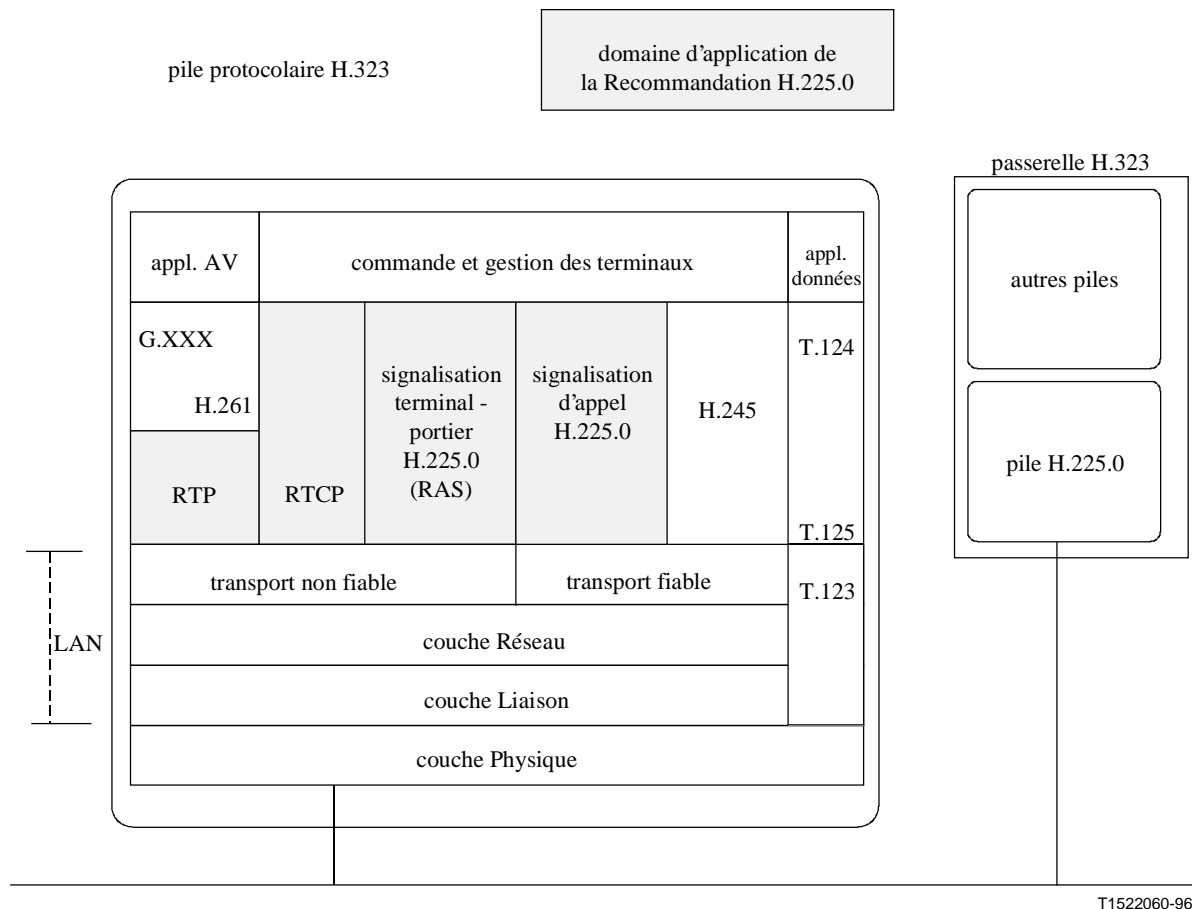 pile protocolaire H.323
domaine d'application de
la Recommandation H.225.0
passerelle H.323
appl. AV
commande et gestion des terminaux
appl.
données
autres piles
G.XXX
H.261
RTP
RTCP
signalisation
terminal -
portier
H.225.0
(RAS)
signalisation
d'appel
H.225.0
H.245
T.124
T.125
pile H.225.0
transport non fiable
transport fiable
T.123
LAN
couche Réseau
couche Liaison
couche Physique
T1522060-96